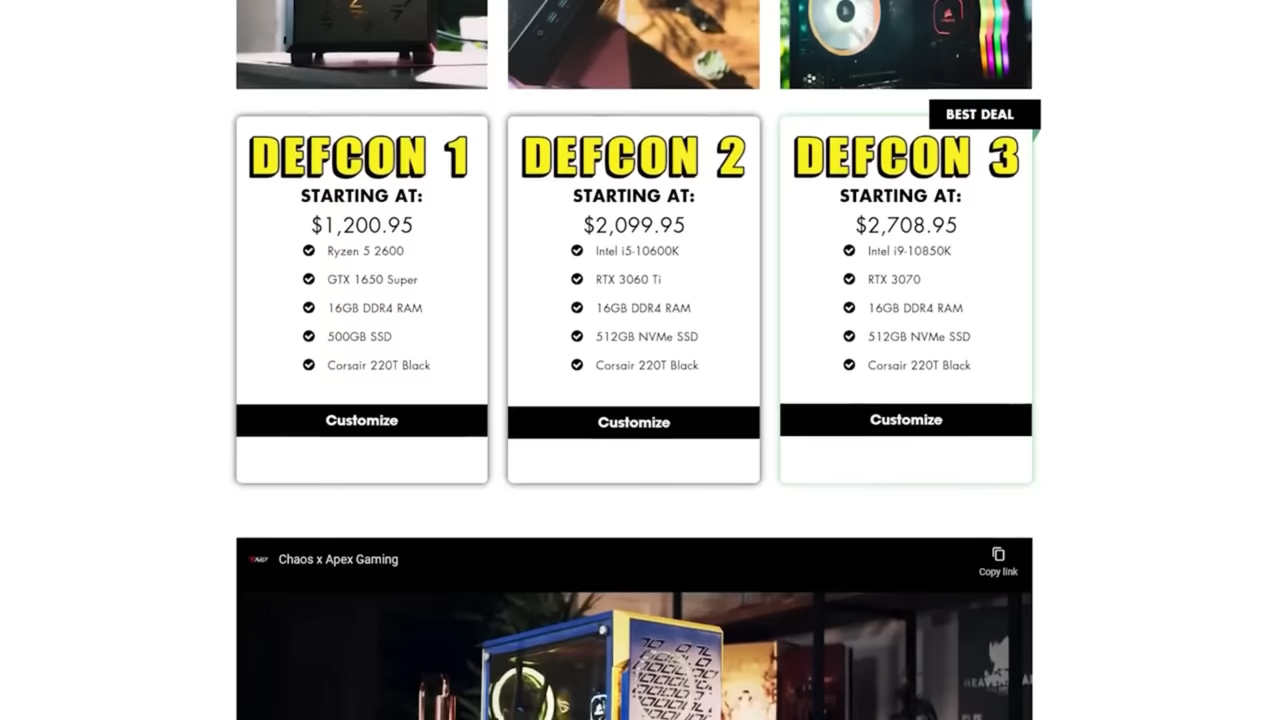 BEST DEAL
DEFCON 1
STARTING AT:
$1,200.95
Ryzen 5 2600
GTX 1650 Super
16GB DDR4 RAM
500GB SSD
Corsair 220T Black
Customize
DEFCON 2
STARTING AT:
$2,099.95
Intel i5-10600K
RTX 3060 Ti
16GB DDR4 RAM
512GB NVMe SSD
Corsair 220T Black
Customize
DEFCON 3
STARTING AT:
$2,708.95
Intel i9-10850K
RTX 3070
16GB DDR4 RAM
512GB NVMe SSD
Corsair 220T Black
Customize
Chaos x Apex Gaming
Copy link